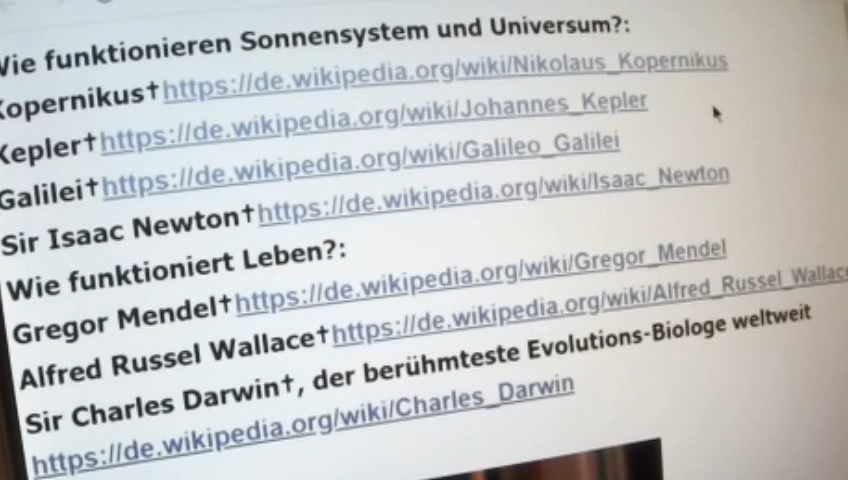 Wie funktionieren Sonnensystem und Universum?:
Kopernikus†https://de.wikipedia.org/wiki/Nikolaus_Kopernikus
Kepler†https://de.wikipedia.org/wiki/Johannes_Kepler
Galilei†https://de.wikipedia.org/wiki/Galileo_Galilei
Sir Isaac Newton†https://de.wikipedia.org/wiki/Isaac_Newton
Wie funktioniert Leben?:
Gregor Mendel†https://de.wikipedia.org/wiki/Gregor_Mendel
Alfred Russel Wallace†https://de.wikipedia.org/wiki/Alfred_Russel_Wallace
Sir Charles Darwin†, der berühmteste Evolutions-Biologe weltweit
https://de.wikipedia.org/wiki/Charles_Darwin